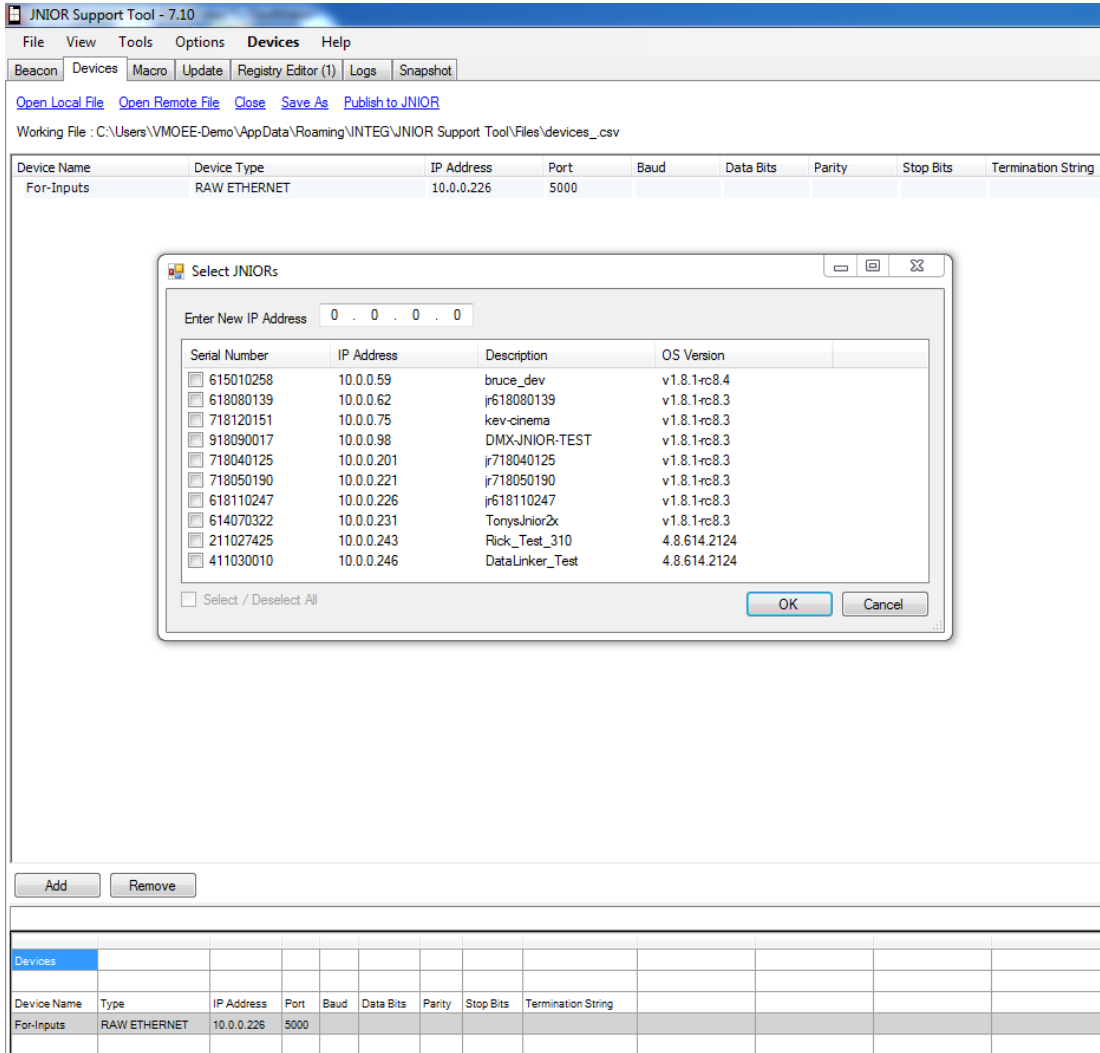 JNIOR Support Tool - 7.10
File View Tools Options Devices Help
Beacon Devices Macro Update Registry Editor (1) Logs Snapshot
Open Local File Open Remote File Close Save As Publish to JNIOR
Working File : C:\Users\VMOEE-Demo\AppData\Roaming\INTEG\JNIOR Support Tool\Files\devices_.csv
Device Name Device Type IP Address Port Baud Data Bits Parity Stop Bits Termination String
For-Inputs RAW ETHERNET 10.0.0.226 5000
Select JNIORs
Enter New IP Address 0 . 0 . 0 . 0
Serial Number IP Address Description OS Version
615010258 10.0.0.59 bruce_dev v1.8.1-rc8.4
618080139 10.0.0.62 jr618080139 v1.8.1-rc8.3
718120151 10.0.0.75 kev-cinema v1.8.1-rc8.3
918090017 10.0.0.98 DMX-JNIOR-TEST v1.8.1-rc8.3
718040125 10.0.0.201 jr718040125 v1.8.1-rc8.3
718050190 10.0.0.221 jr718050190 v1.8.1-rc8.3
618110247 10.0.0.226 jr618110247 v1.8.1-rc8.3
614070322 10.0.0.231 TonysJnior2x v1.8.1-rc8.3
211027425 10.0.0.243 Rick_Test_310 4.8.614.2124
411030010 10.0.0.246 DataLinker_Test 4.8.614.2124
Select / Deselect All OK Cancel
Add Remove
Devices
Device Name Type IP Address Port Baud Data Bits Parity Stop Bits Termination String
For-Inputs RAW ETHERNET 10.0.0.226 5000